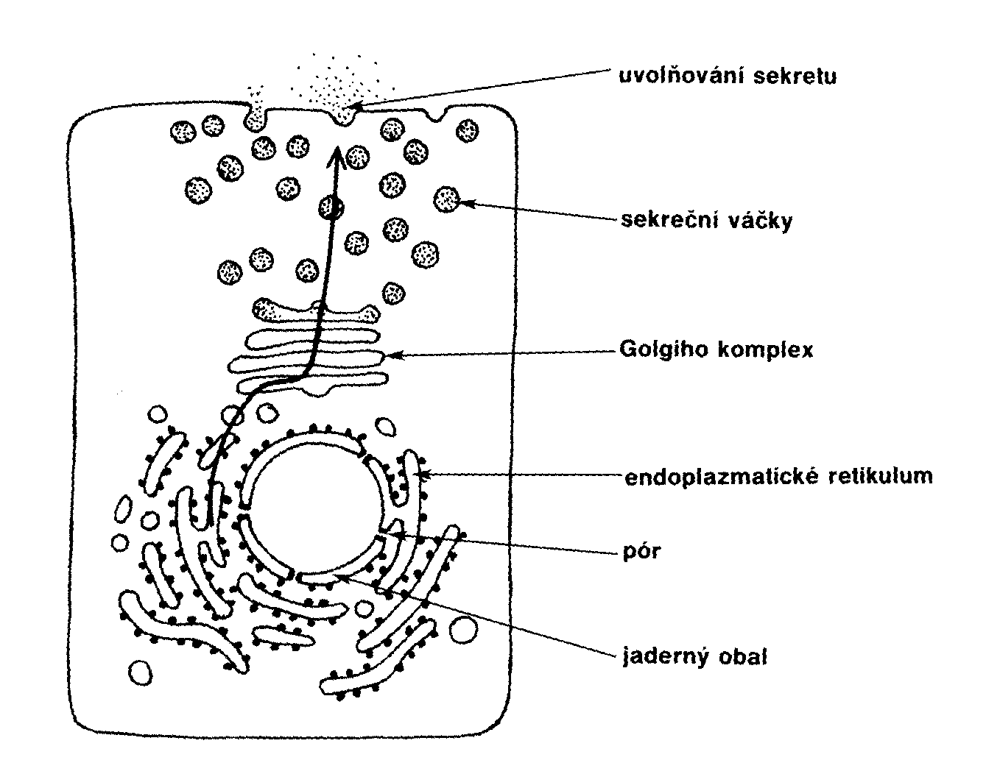 uvolňování sekretu
sekreční váčky
Golgiho komplex
endoplazmatické retikulum
pór
jaderný obal